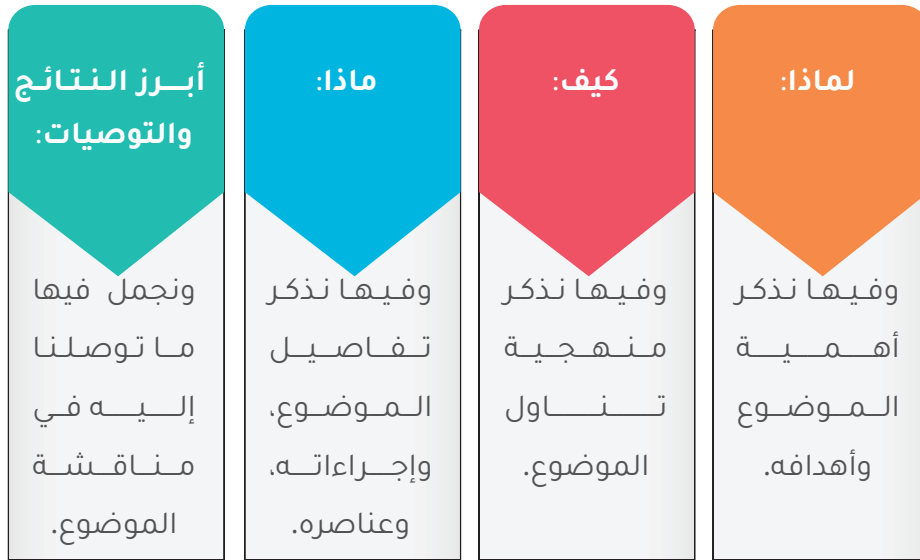 لماذا:
وفيها نذكر
أهمية
الموضوع
وأهدافه.
كيف:
وفيها نذكر
منهجية
تناول
الموضوع.
ماذا:
وفيها نذكر
تفاصيل
الموضوع،
وإجراءاته،
وعناصره.
أبرز النتائج
والتوصيات:
ونجمل فيها
ما توصلنا
إليه في
مناقشة
الموضوع.